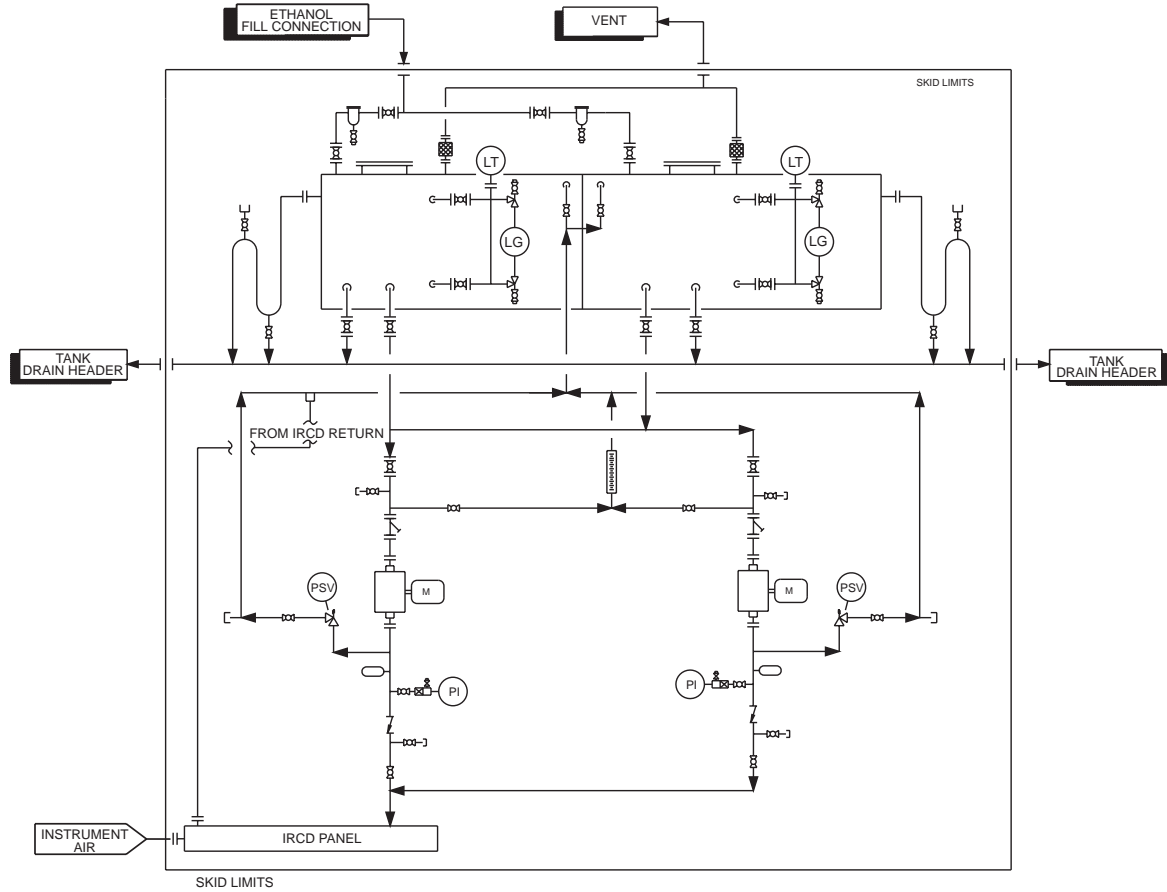 ETHANOL
FILL CONNECTION
VENT
SKID LIMITS
LT
LT
LG
LG
TANK
DRAIN HEADER
TANK
DRAIN HEADER
FROM IRCD RETURN
PSV
M
M
PSV
PI
PI
INSTRUMENT
AIR
IRCD PANEL
SKID LIMITS